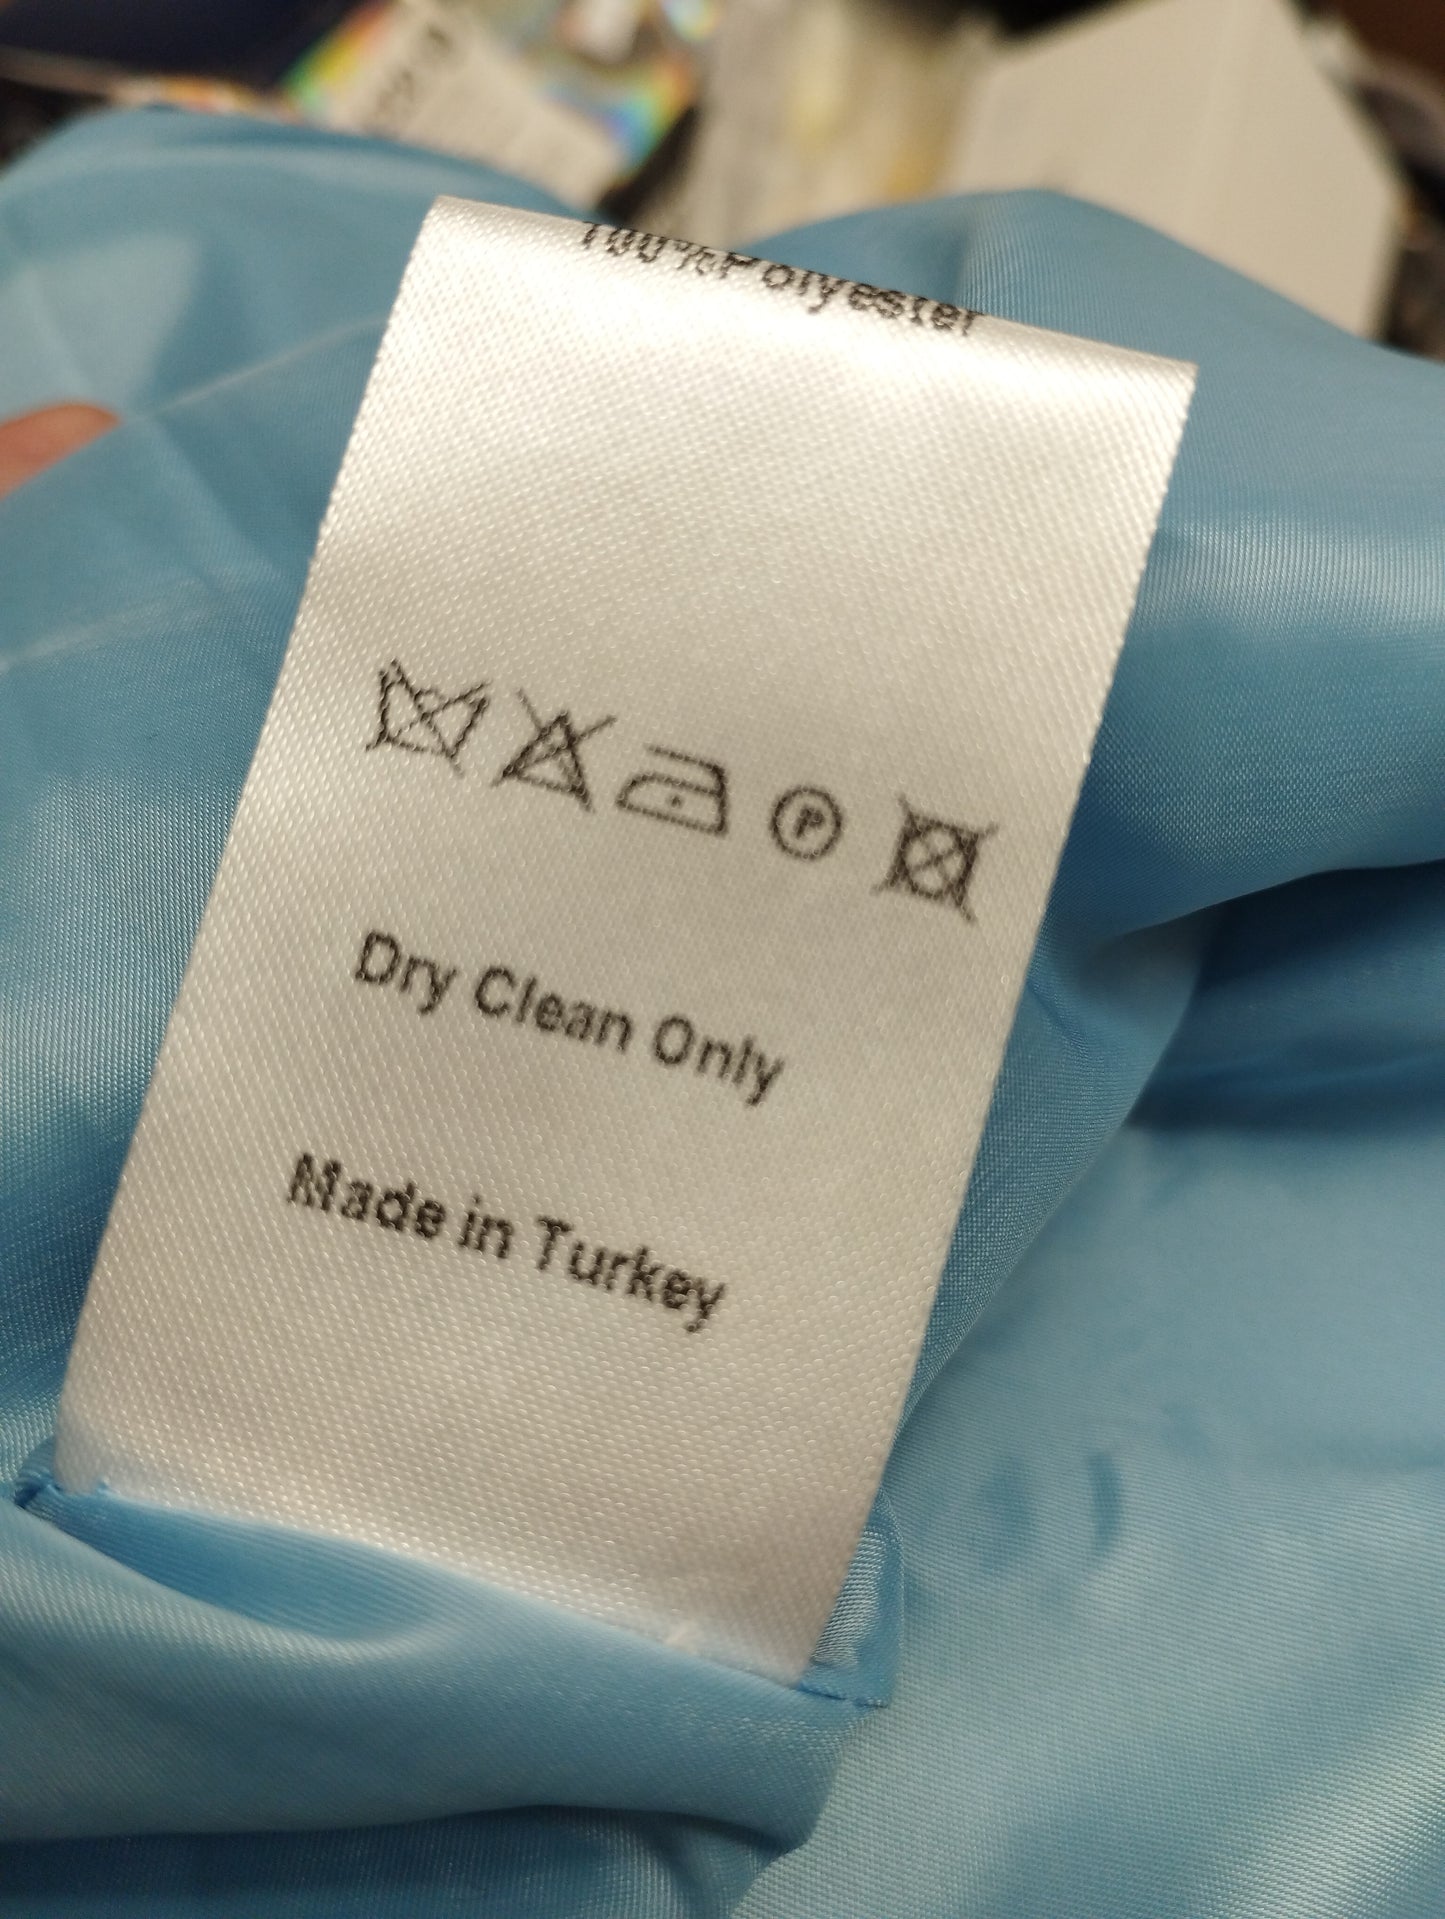 100%Polyester
P
Dry Clean Only
Made in Turkey